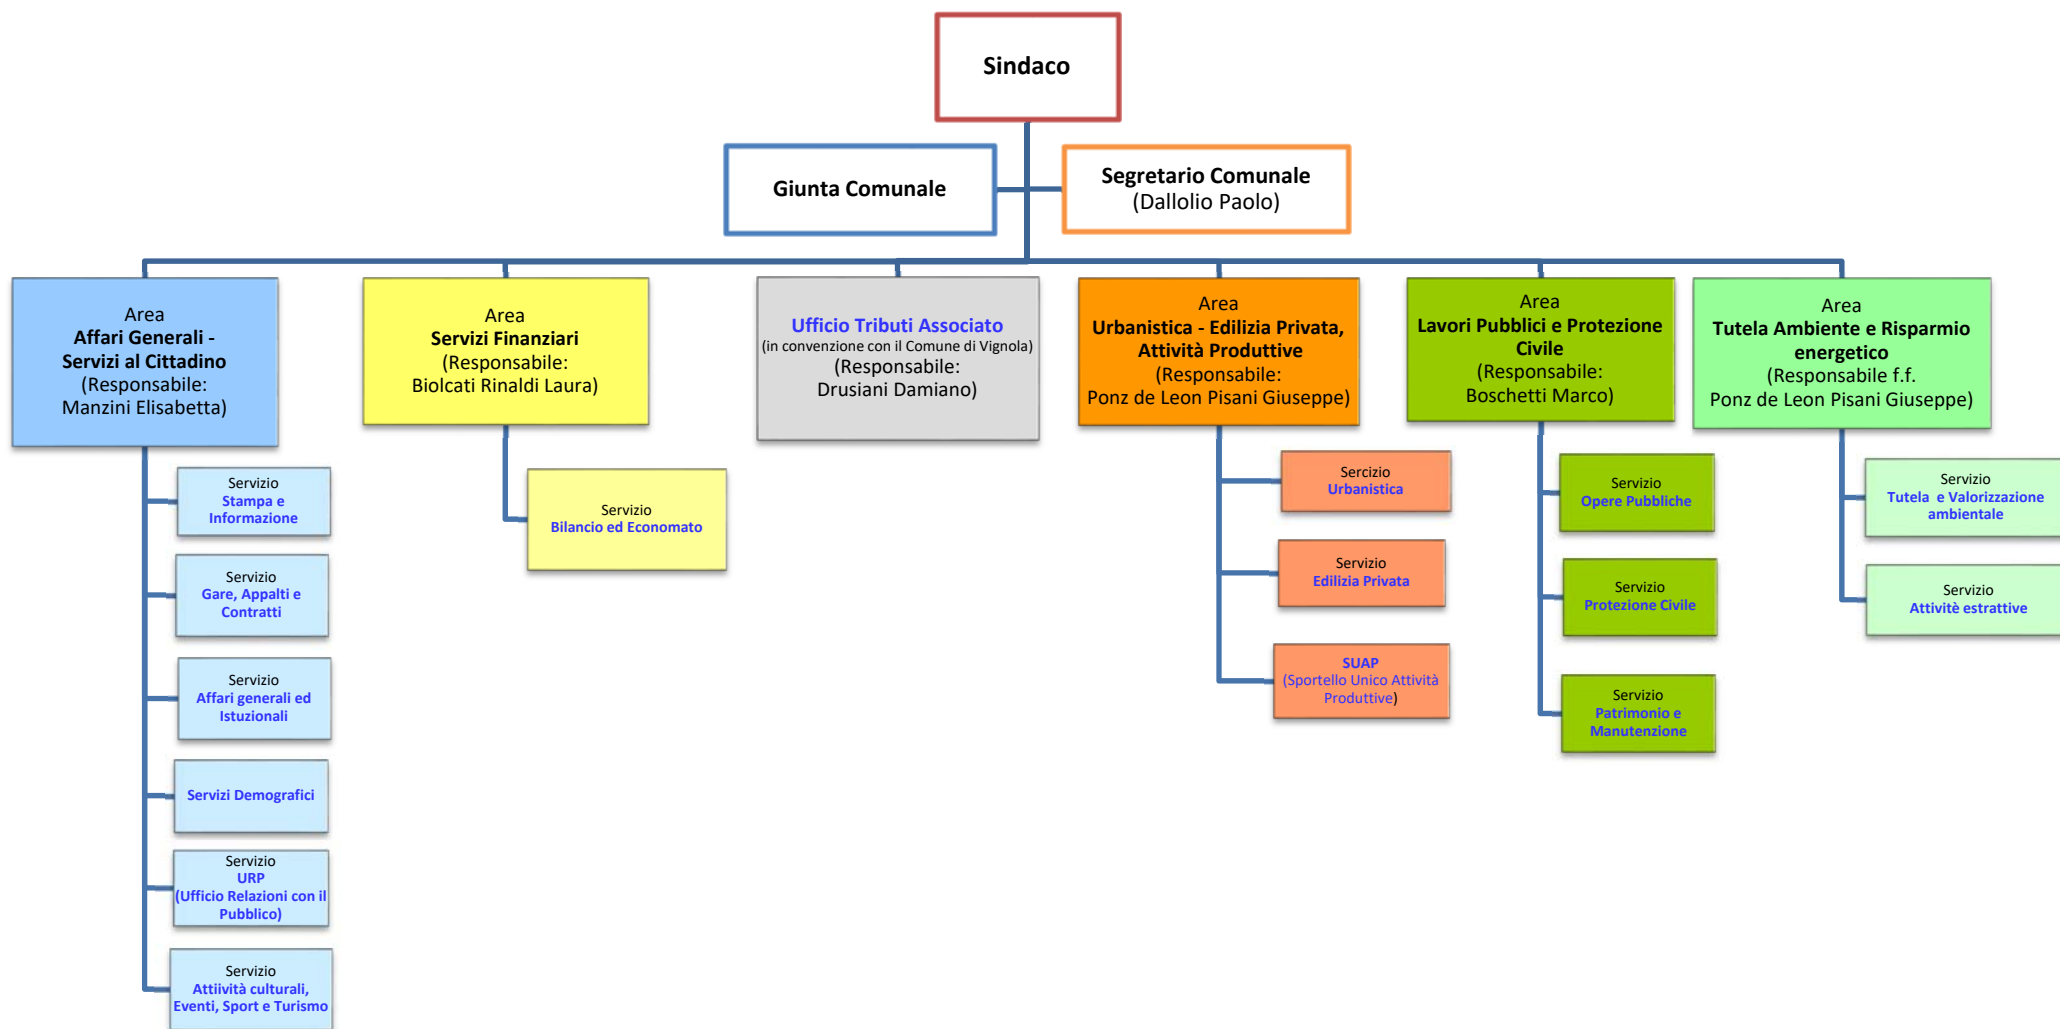 Sindaco
Giunta Comunale
Segretario Comunale
(Dallolio Paolo)
Area
Affari Generali -
Servizi al Cittadino
(Responsabile:
Manzini Elisabetta)
Area
Servizi Finanziari
(Responsabile:
Biolcati Rinaldi Laura)
Ufficio Tributi Associato
(in convenzione con il Comune di Vignola)
(Responsabile:
Drusiani Damiano)
Area
Urbanistica - Edilizia Privata,
Attività Produttive
(Responsabile:
Ponz de Leon Pisani Giuseppe)
Area
Lavori Pubblici e Protezione
Civile
(Responsabile:
Boschetti Marco)
Area
Tutela Ambiente e Risparmio
energetico
(Responsabile f.f.
Ponz de Leon Pisani Giuseppe)
Servizio
Stampa e
Informazione
Servizio
Gare, Appalti e
Contratti
Servizio
Affari generali ed
Istuzionali
Servizi Demografici
Servizio
URP
(Ufficio Relazioni con il
Pubblico)
Servizio
Attiività culturali,
Eventi, Sport e Turismo
Servizio
Bilancio ed Economato
Sercizio
Urbanistica
Servizio
Edilizia Privata
SUAP
(Sportello Unico Attività
Produttive)
Servizio
Opere Pubbliche
Servizio
Protezione Civile
Servizio
Patrimonio e
Manutenzione
Servizio
Tutela  e Valorizzazione
ambientale
Servizio
Attivitè estrattive